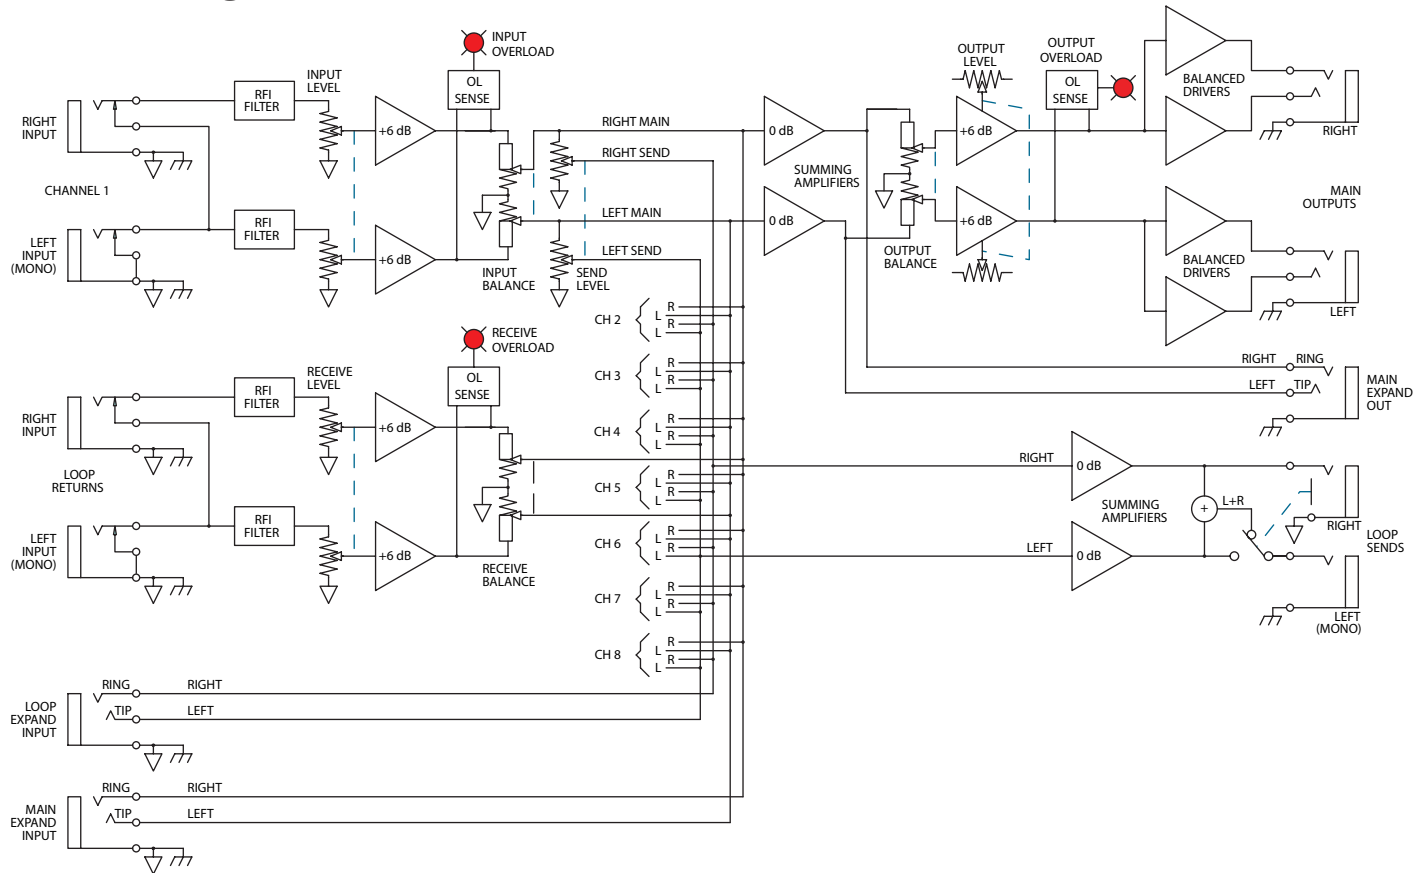 INPUT
OVERLOAD
OL
SENSE
INPUT
LEVEL
RFI
FILTER
RIGHT
INPUT
+6 dB
CHANNEL 1
LEFT
INPUT
(MONO)
RFI
FILTER
+6 dB
INPUT
BALANCE
RIGHT MAIN
RIGHT SEND
LEFT MAIN
LEFT SEND
SEND
LEVEL
0 dB
SUMMING
AMPLIFIERS
0 dB
OUTPUT
BALANCE
OUTPUT
LEVEL
+6 dB
+6 dB
OUTPUT
OVERLOAD
OL
SENSE
BALANCED
DRIVERS
RIGHT
MAIN
OUTPUTS
BALANCED
DRIVERS
LEFT
RIGHT
RING
LEFT
TIP
MAIN
EXPAND
OUT
RECEIVE
OVERLOAD
OL
SENSE
RECEIVE
LEVEL
RFI
FILTER
RIGHT
INPUT
+6 dB
LOOP
RETURNS
LEFT
INPUT
(MONO)
RFI
FILTER
+6 dB
RECEIVE
BALANCE
CH 2
R
L
R
L
CH 3
R
L
R
L
CH 4
R
L
R
L
CH 5
R
L
R
L
CH 6
R
L
R
L
CH 7
R
L
R
L
CH 8
R
L
R
L
RIGHT
0 dB
SUMMING
AMPLIFIERS
LEFT
0 dB
L+R
+
RIGHT
LOOP
SENDS
LEFT
(MONO)
LOOP
EXPAND
INPUT
RING
RIGHT
TIP
LEFT
MAIN
EXPAND
INPUT
RING
RIGHT
TIP
LEFT